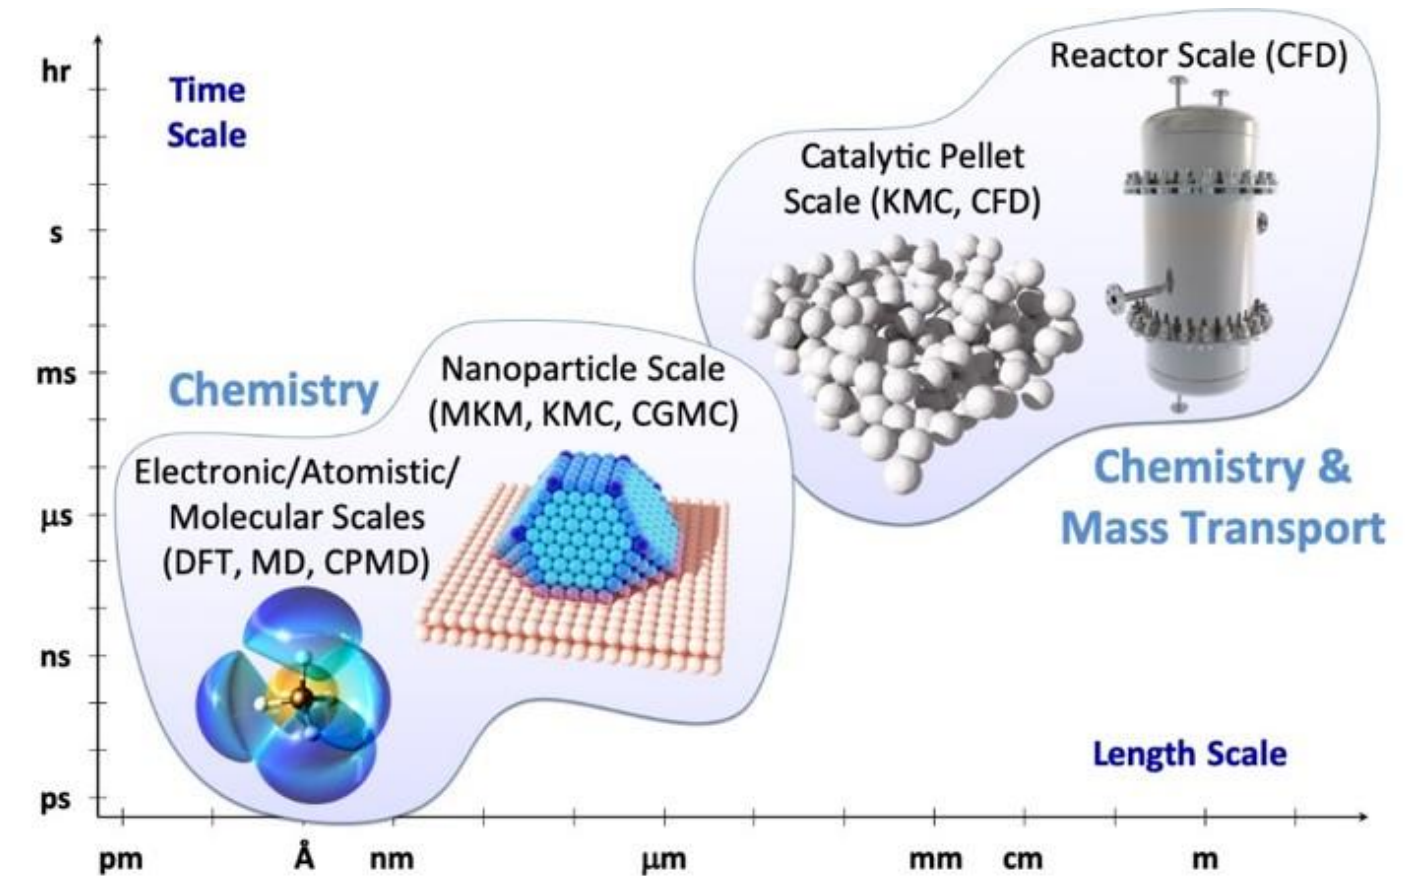 hr
Time
Scale
s
ms
μs
ns
ps
Reactor Scale (CFD)
Catalytic Pellet
Scale (KMC, CFD)
Chemistry
Nanoparticle Scale
(MKM, KMC, CGMC)
Electronic/Atomistic/
Molecular Scales
(DFT, MD, CPMD)
Chemistry &
Mass Transport
Length Scale
pm
Å
nm
μm
mm
cm
m